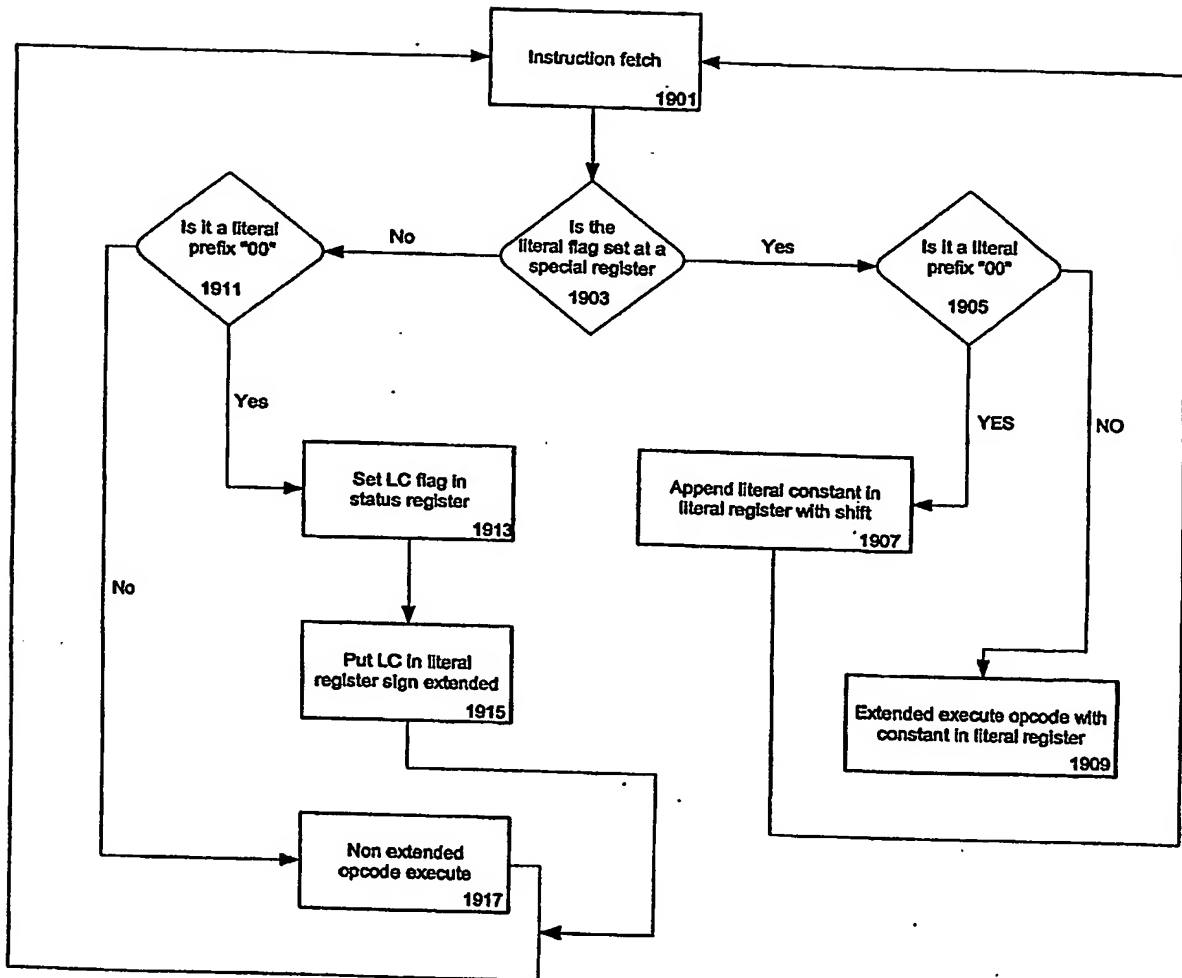 Instruction fetch
1901
Is the
literal flag set at a
special register
1903
No
Yes
Is it a literal
prefix "00"
1911
Is it a literal
prefix "00"
1905
Yes
YES
NO
No
Set LC flag in
status register
1913
Append literal constant in
literal register with shift
1907
Put LC in literal
register sign extended
1915
Extended execute opcode with
constant in literal register
1909
Non extended
opcode execute
1917